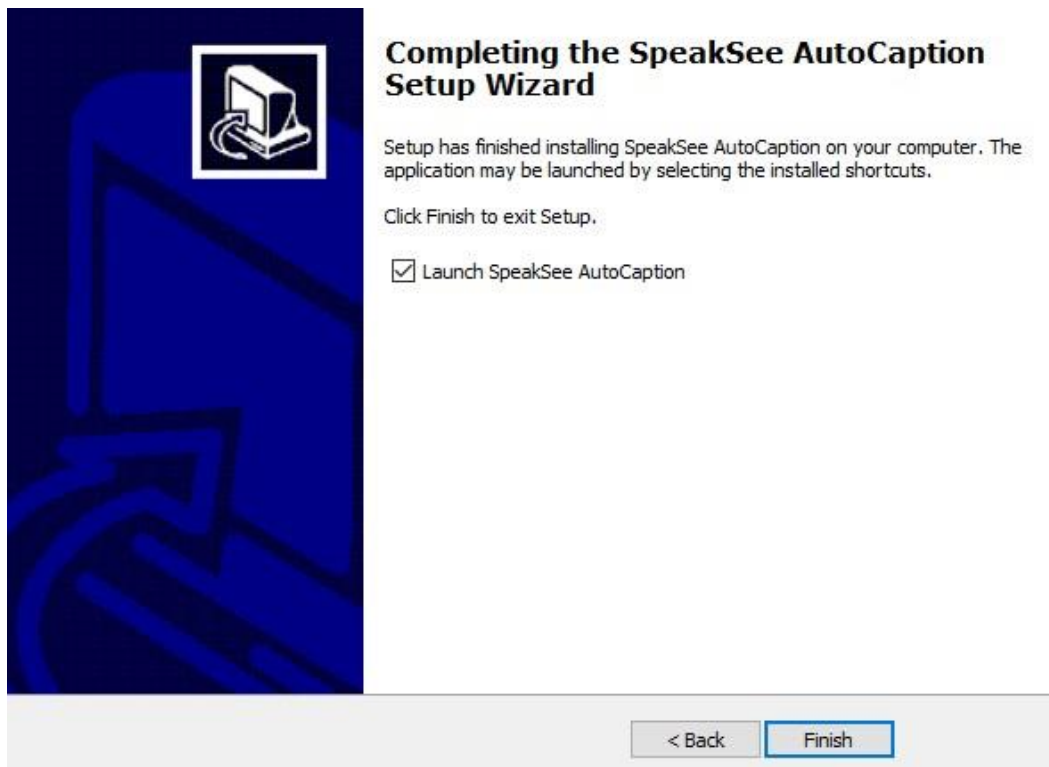 Completing the SpeakSee AutoCaption
Setup Wizard
Setup has finished installing SpeakSee AutoCaption on your computer. The
application may be launched by selecting the installed shortcuts.
Click Finish to exit Setup.
Launch SpeakSee AutoCaption
< Back
Finish